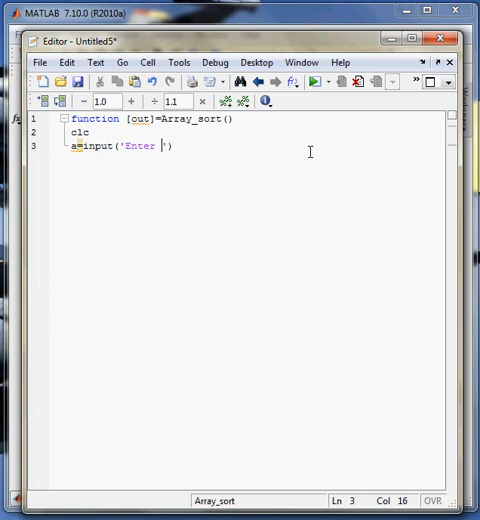 MATLAB 7.10.0 (R2010a)
Editor - Untitled5*
File Edit Text Go Cell Tools Debug Desktop Window Help
1.0 1.1
1 function [out]=Array_sort()
2 clc
3 a=input('Enter ')
Array_sort Ln 3 Col 16 OVR